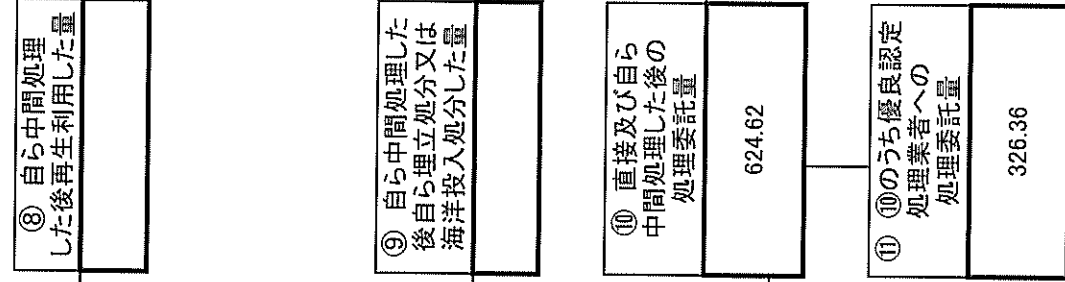 ⑧ 自ら中間処理
した後再生利用した量
⑨ 自ら中間処理した
後自ら埋立処分又は
海洋投入処分した量
⑩ 直接及び自ら
中間処理した後の
処理委託量
624.62
⑪ ⑩のうち優良認定
処理業者への
処理委託量
326.36